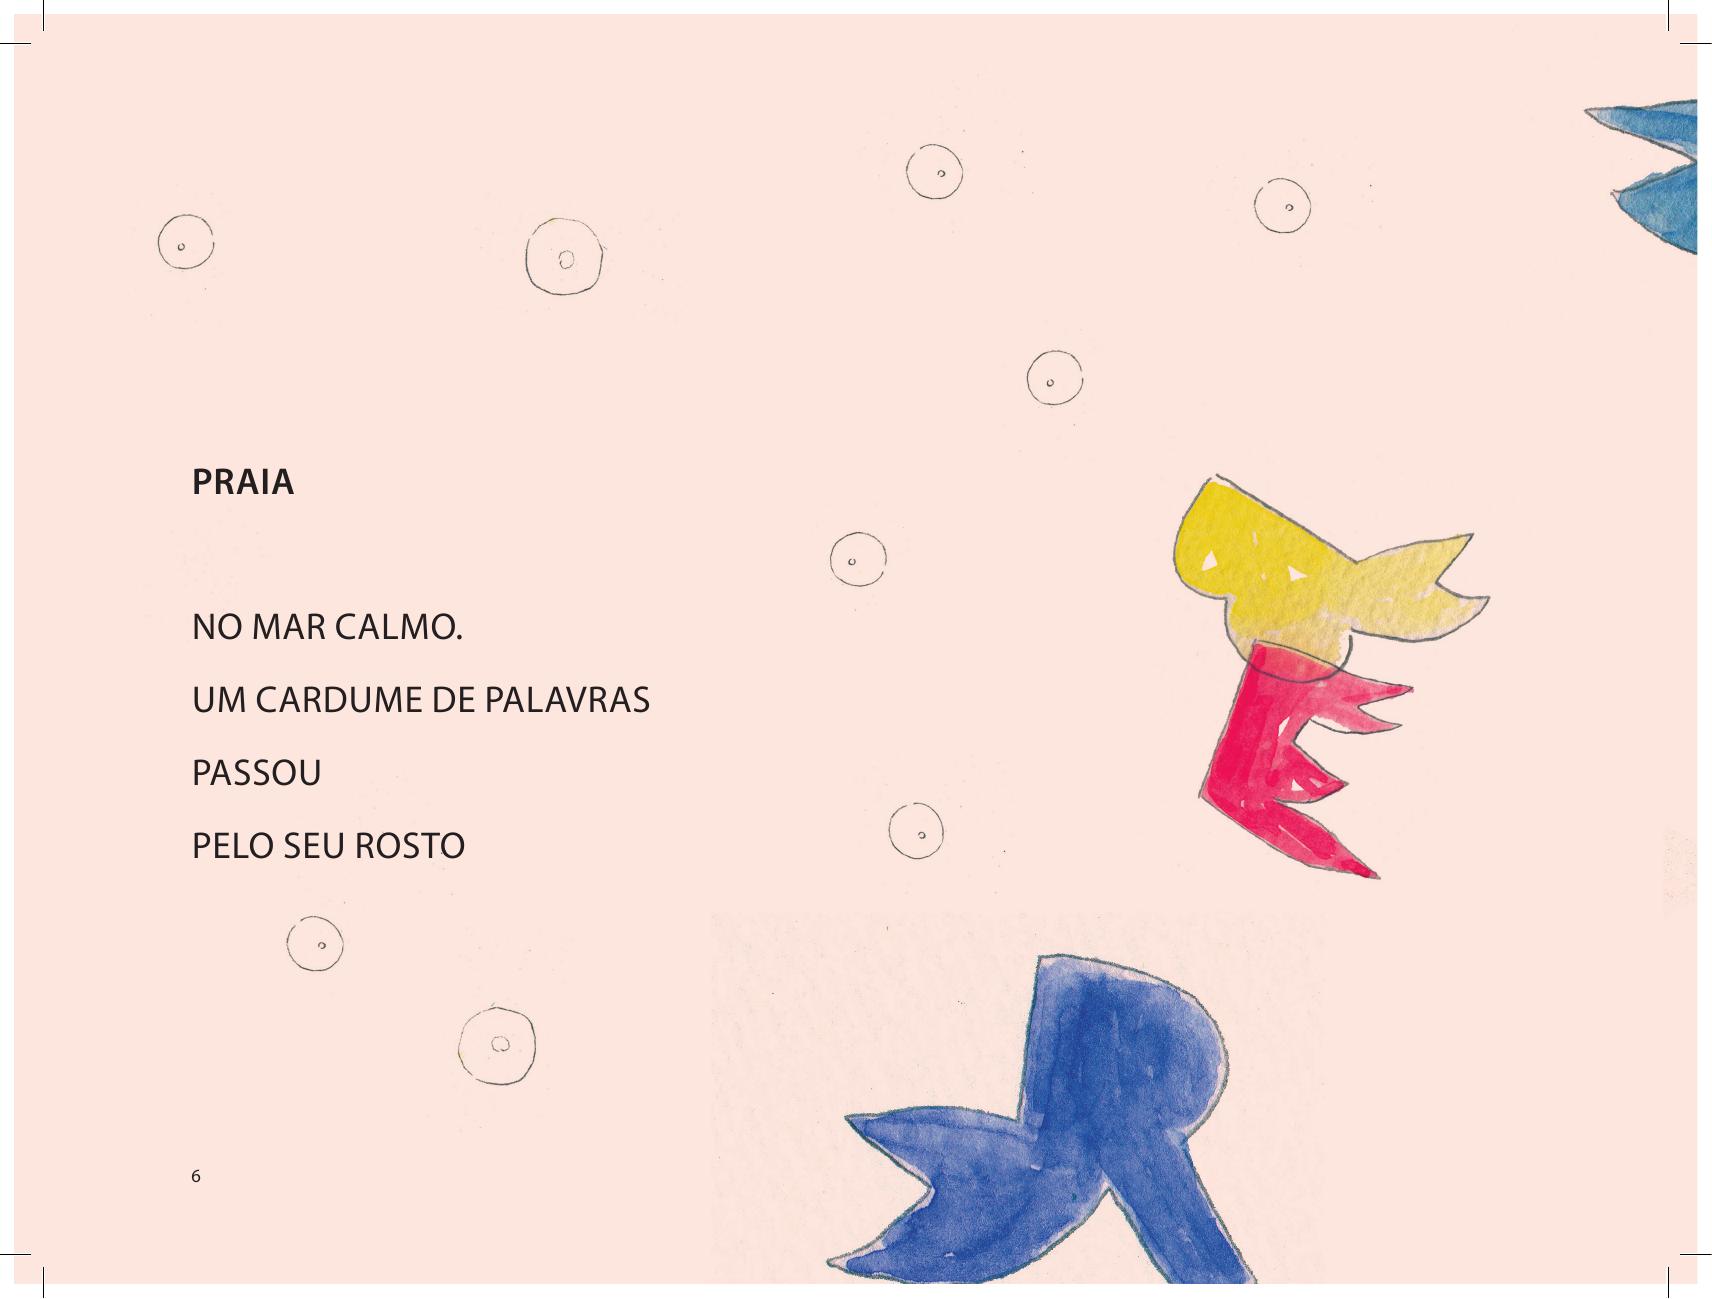 PRAIA
NO MAR CALMO.
UM CARDUME DE PALAVRAS
PASSOU
PELO SEU ROSTO
6